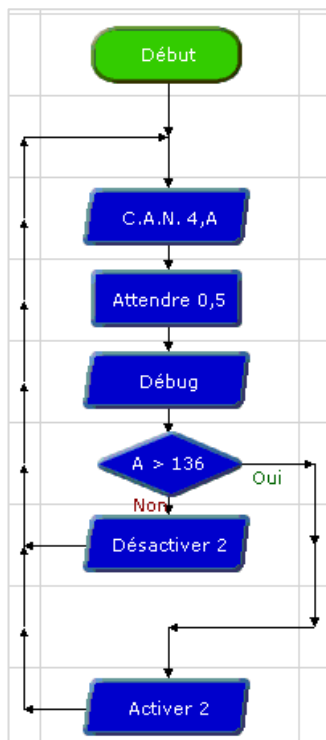 Début
C.A.N. 4,A
Attendre 0,5
Débug
A > 136
Oui
Non
Désactiver 2
Activer 2